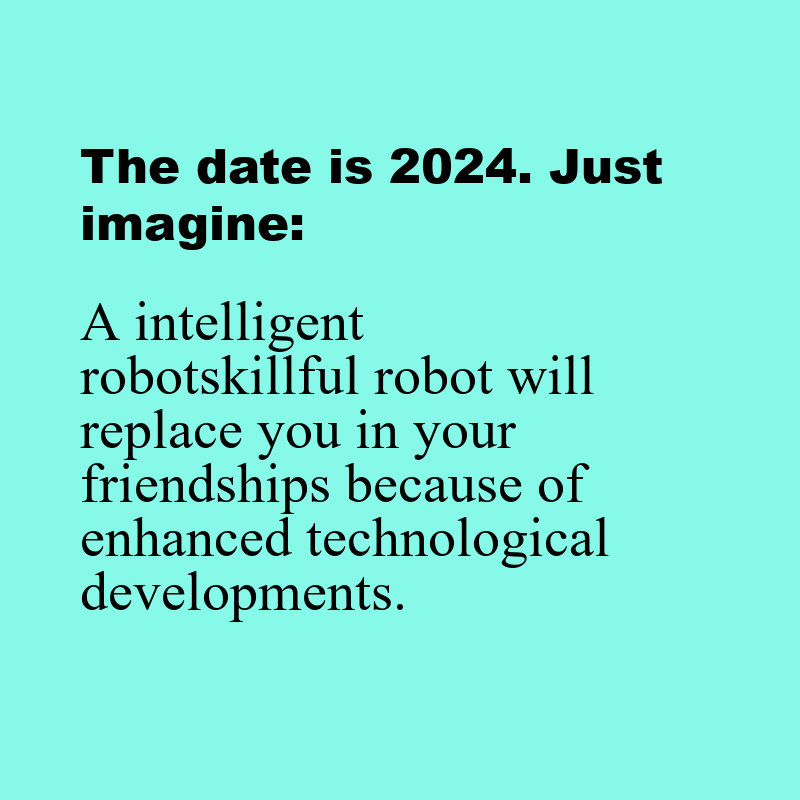 The date is 2024. Just
imagine:
A intelligent
robotskillful robot will
replace you in your
friendships because of
enhanced technological
developments.